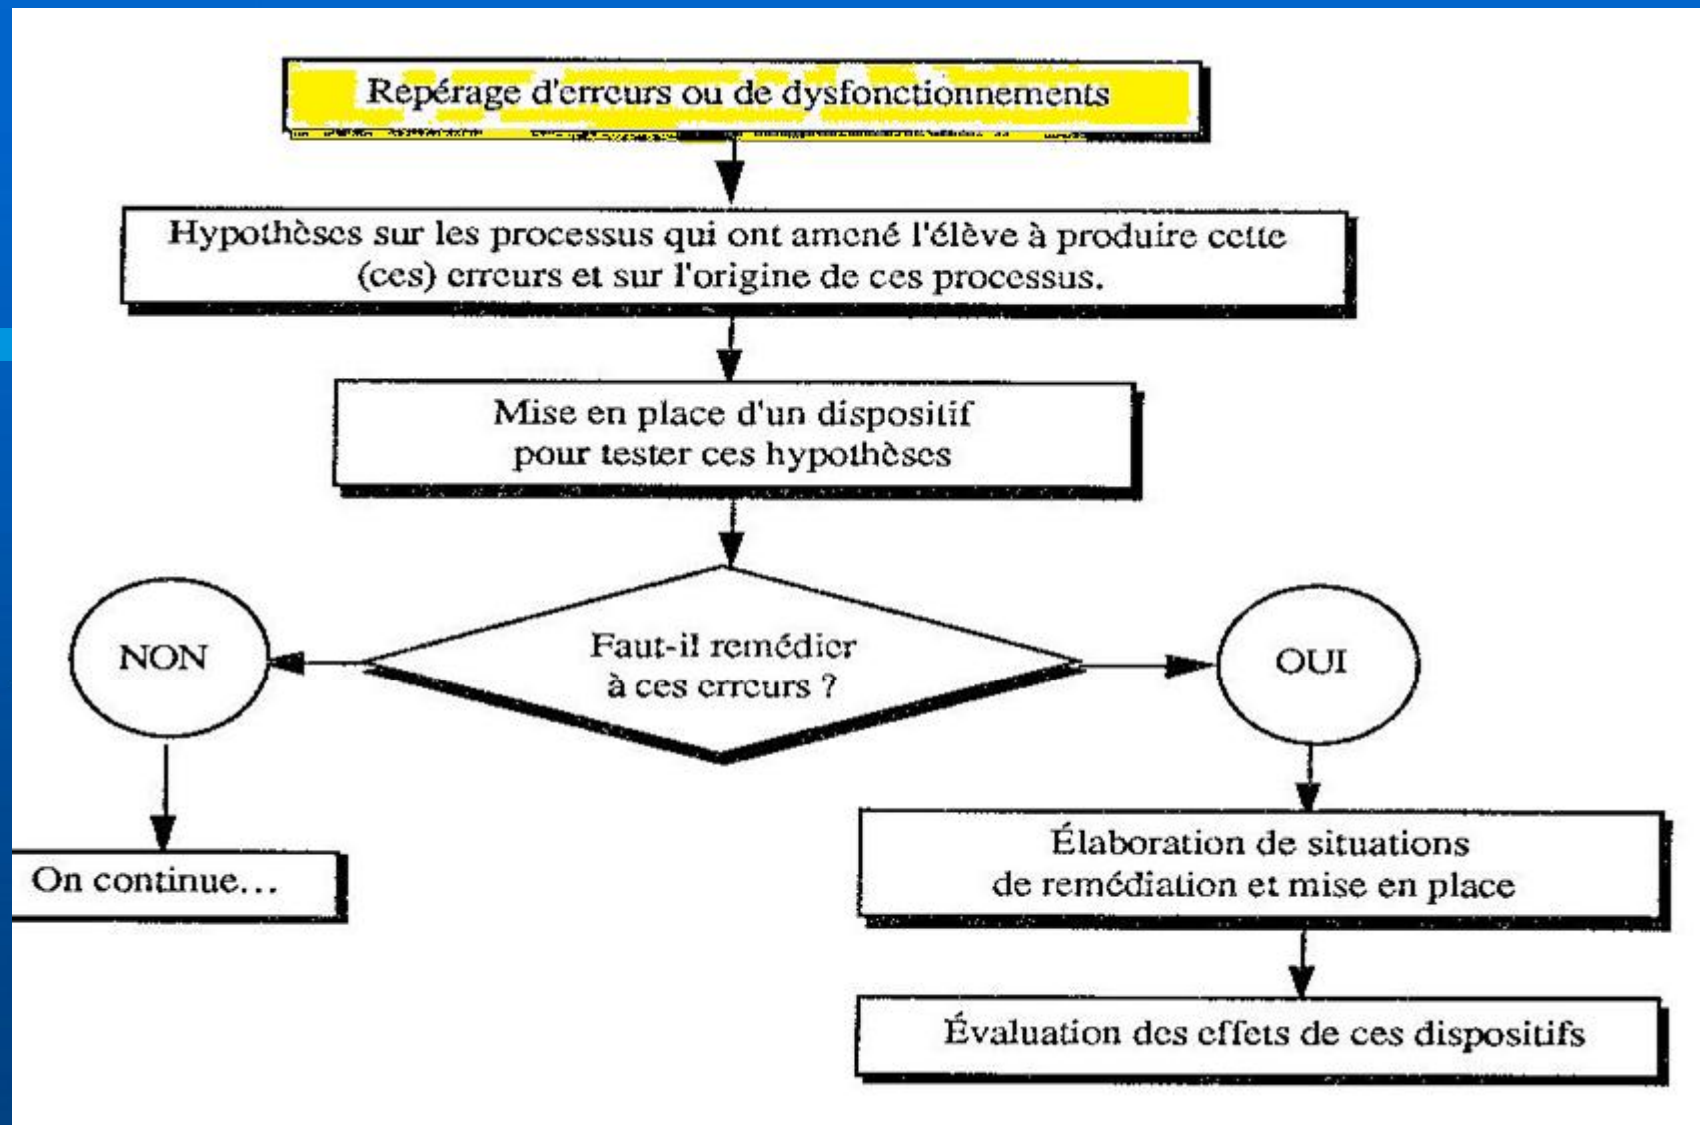 Repérage d'erreurs ou de dysfonctionnements
Hypothèses sur les processus qui ont amené l'élève à produire cette
(ces) erreurs et sur l'origine de ces processus.
Mise en place d'un dispositif
pour tester ces hypothèses
Faut-il remédier
à ces erreurs ?
NON
OUI
On continue...
Élaboration de situations
de remédiation et mise en place
Évaluation des effets de ces dispositifs